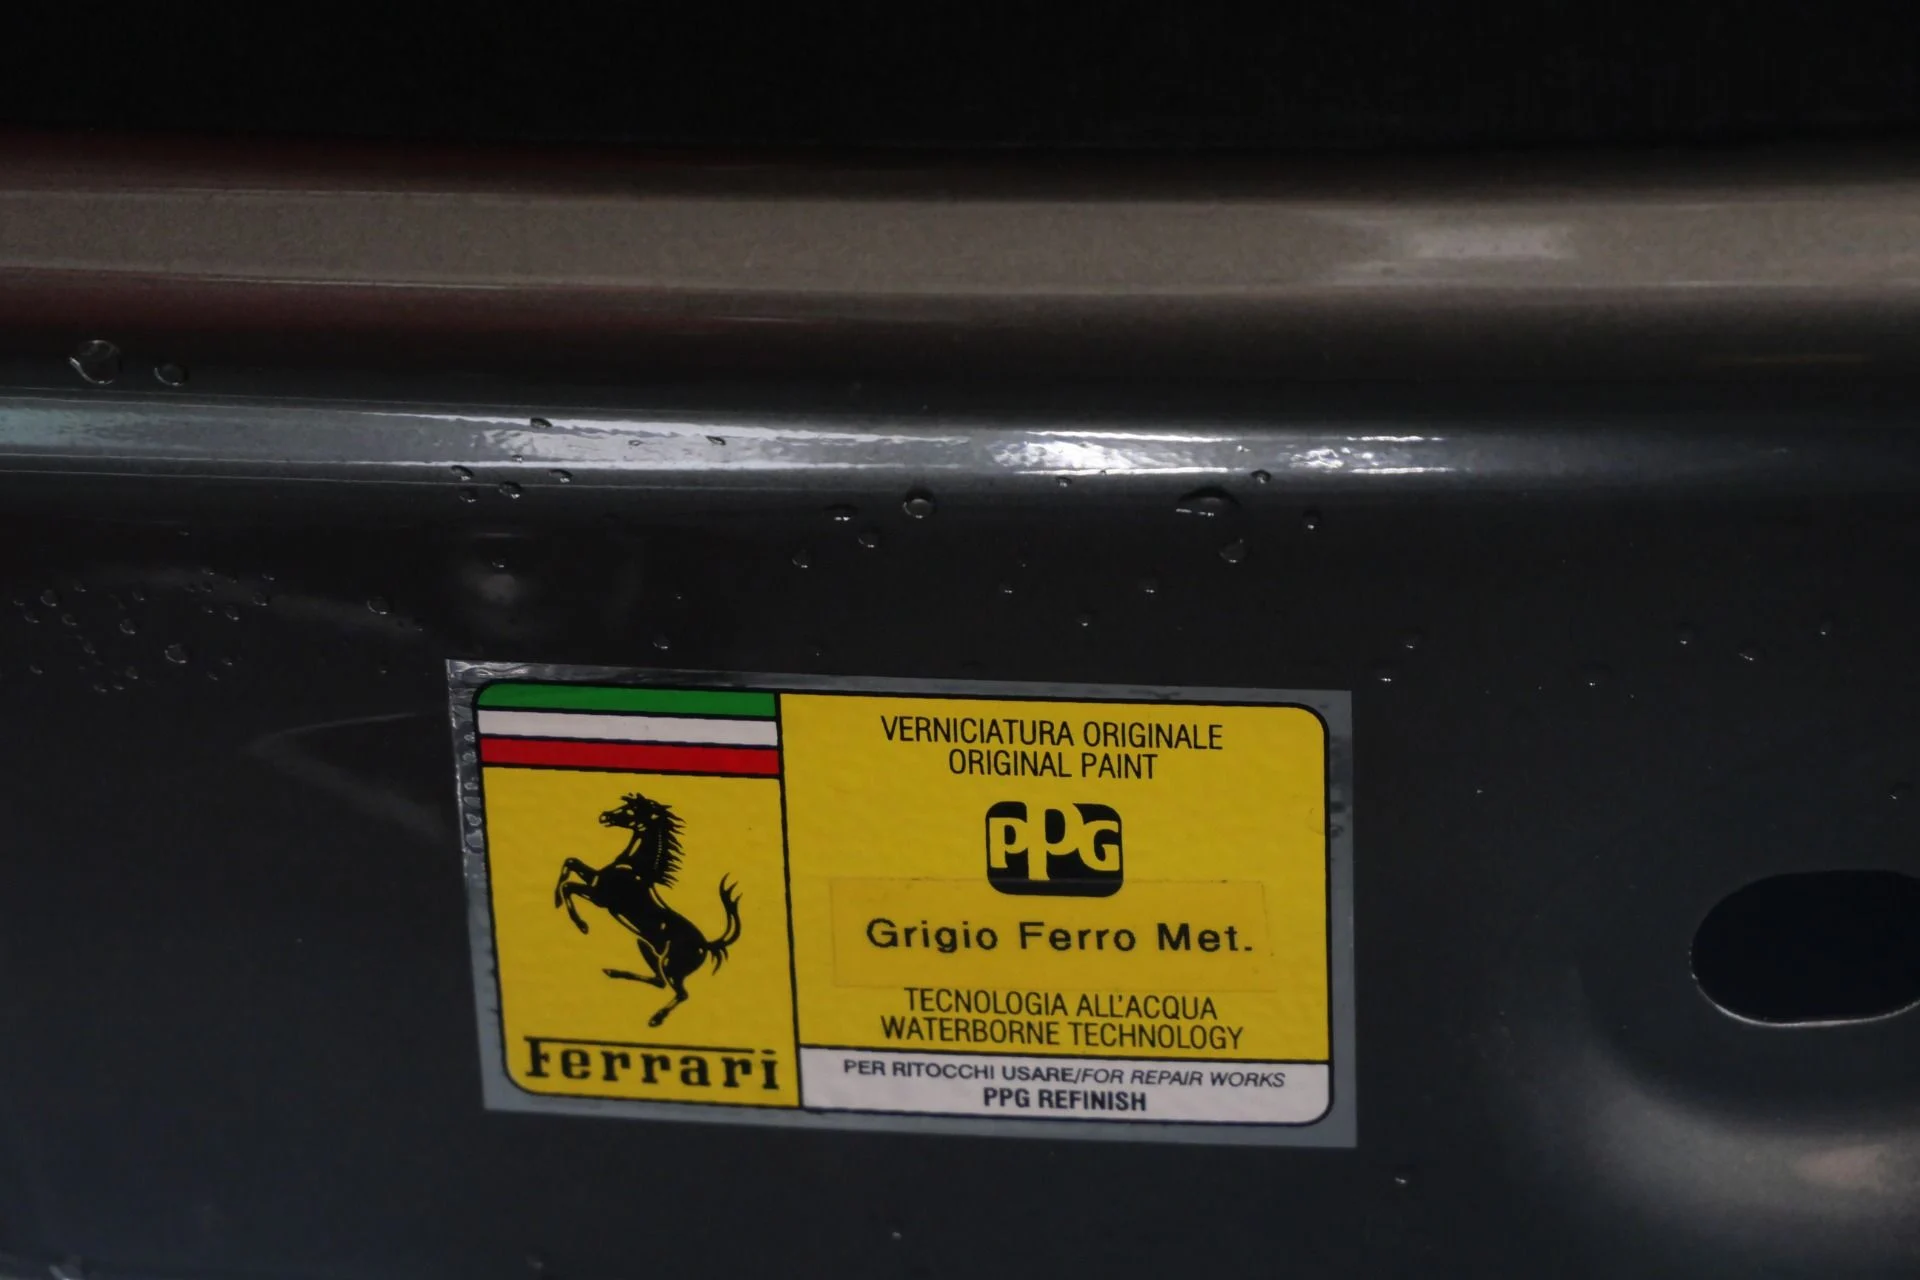 VERNICIATURA ORIGINALE
ORIGINAL PAINT
PPG
Grigio Ferro Met.
TECNOLOGIA ALL'ACQUA
WATERBORNE TECHNOLOGY
Ferrari
PER RITOCCHI USARE/FOR REPAIR WORKS
PPG REFINISH